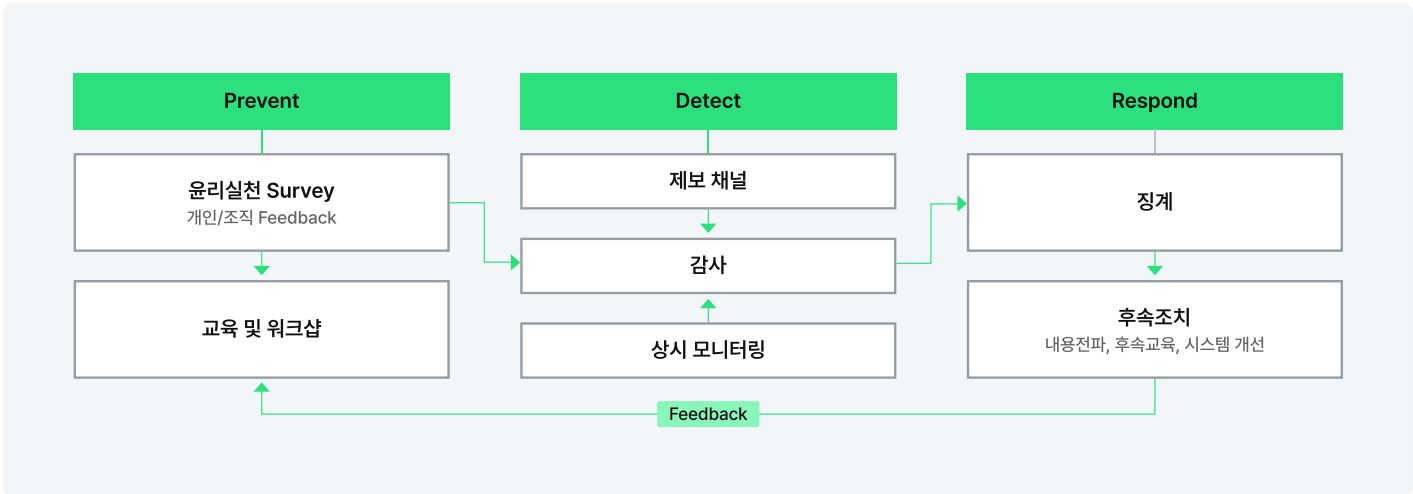 Prevent
윤리실천 Survey
개인/조직 Feedback
교육 및 워크샵
Detect
제보 채널
감사
상시 모니터링
Respond
징계
후속조치
내용전파, 후속교육, 시스템 개선
Feedback